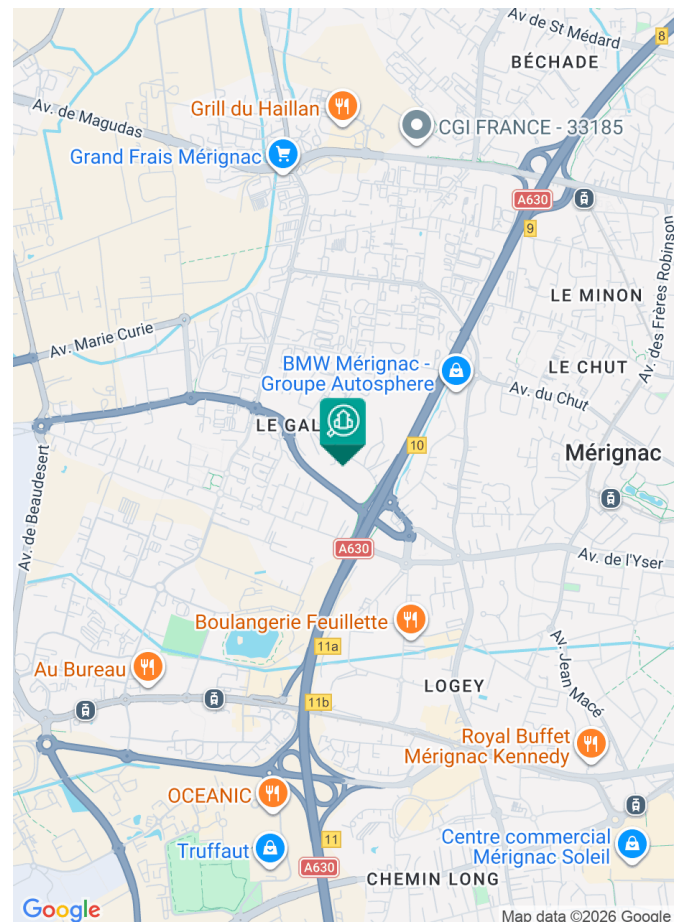 Av de St Médard
8
BÉCHADE
Grill du Haillan
Av. de Magudas
CGI FRANCE - 33185
Grand Frais Mérignac
A630
9
Av. des Frères Robinson
LE MINON
Av. Marie Curie
BMW Mérignac -
Groupe Autosphere
LE CHUT
Av. du Chut
LE GAL
10
Mérignac
Av. de Beaudesert
A630
Av. de l'Yser
Boulangerie Feuillette
11a
Av. Jean Macé
Au Bureau
LOGEY
11b
Royal Buffet
Mérignac Kennedy
OCEANIC
11
Truffaut
Centre commercial
Mérignac Soleil
A630
CHEMIN LONG
Google
Map data ©2026 Google